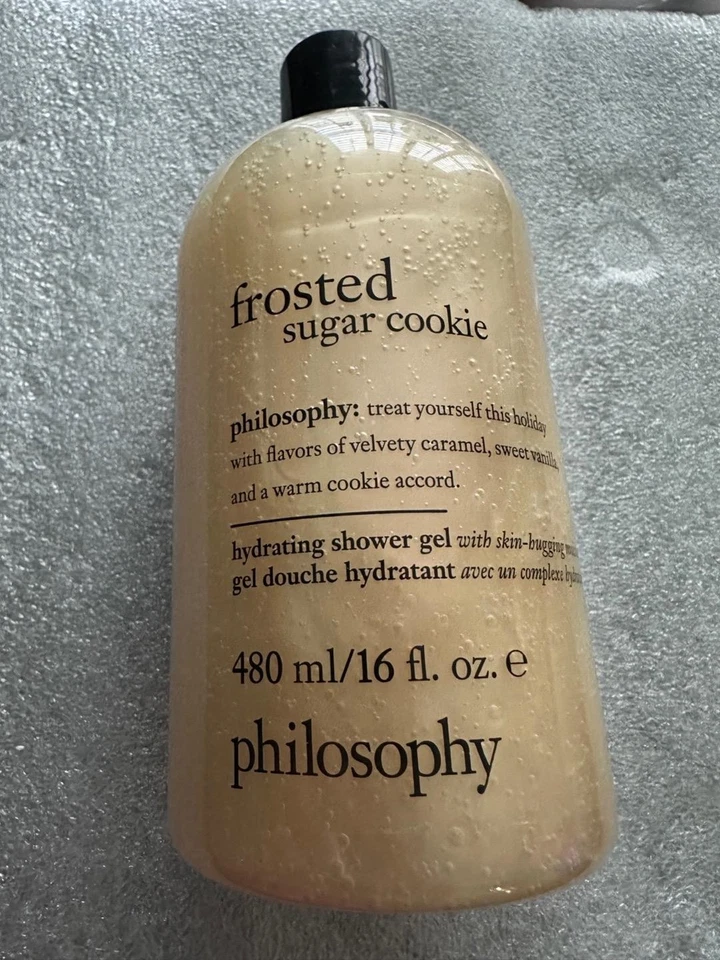 frosted
sugar cookie
philosophy: treat yourself this holiday
with flavors of velvety caramel, sweet vanilla,
and a warm cookie accord.
hydrating shower gel with skin-hugging
gel douche hydratant avec un complexe
480 ml/16 fl. oz. e
philosophy